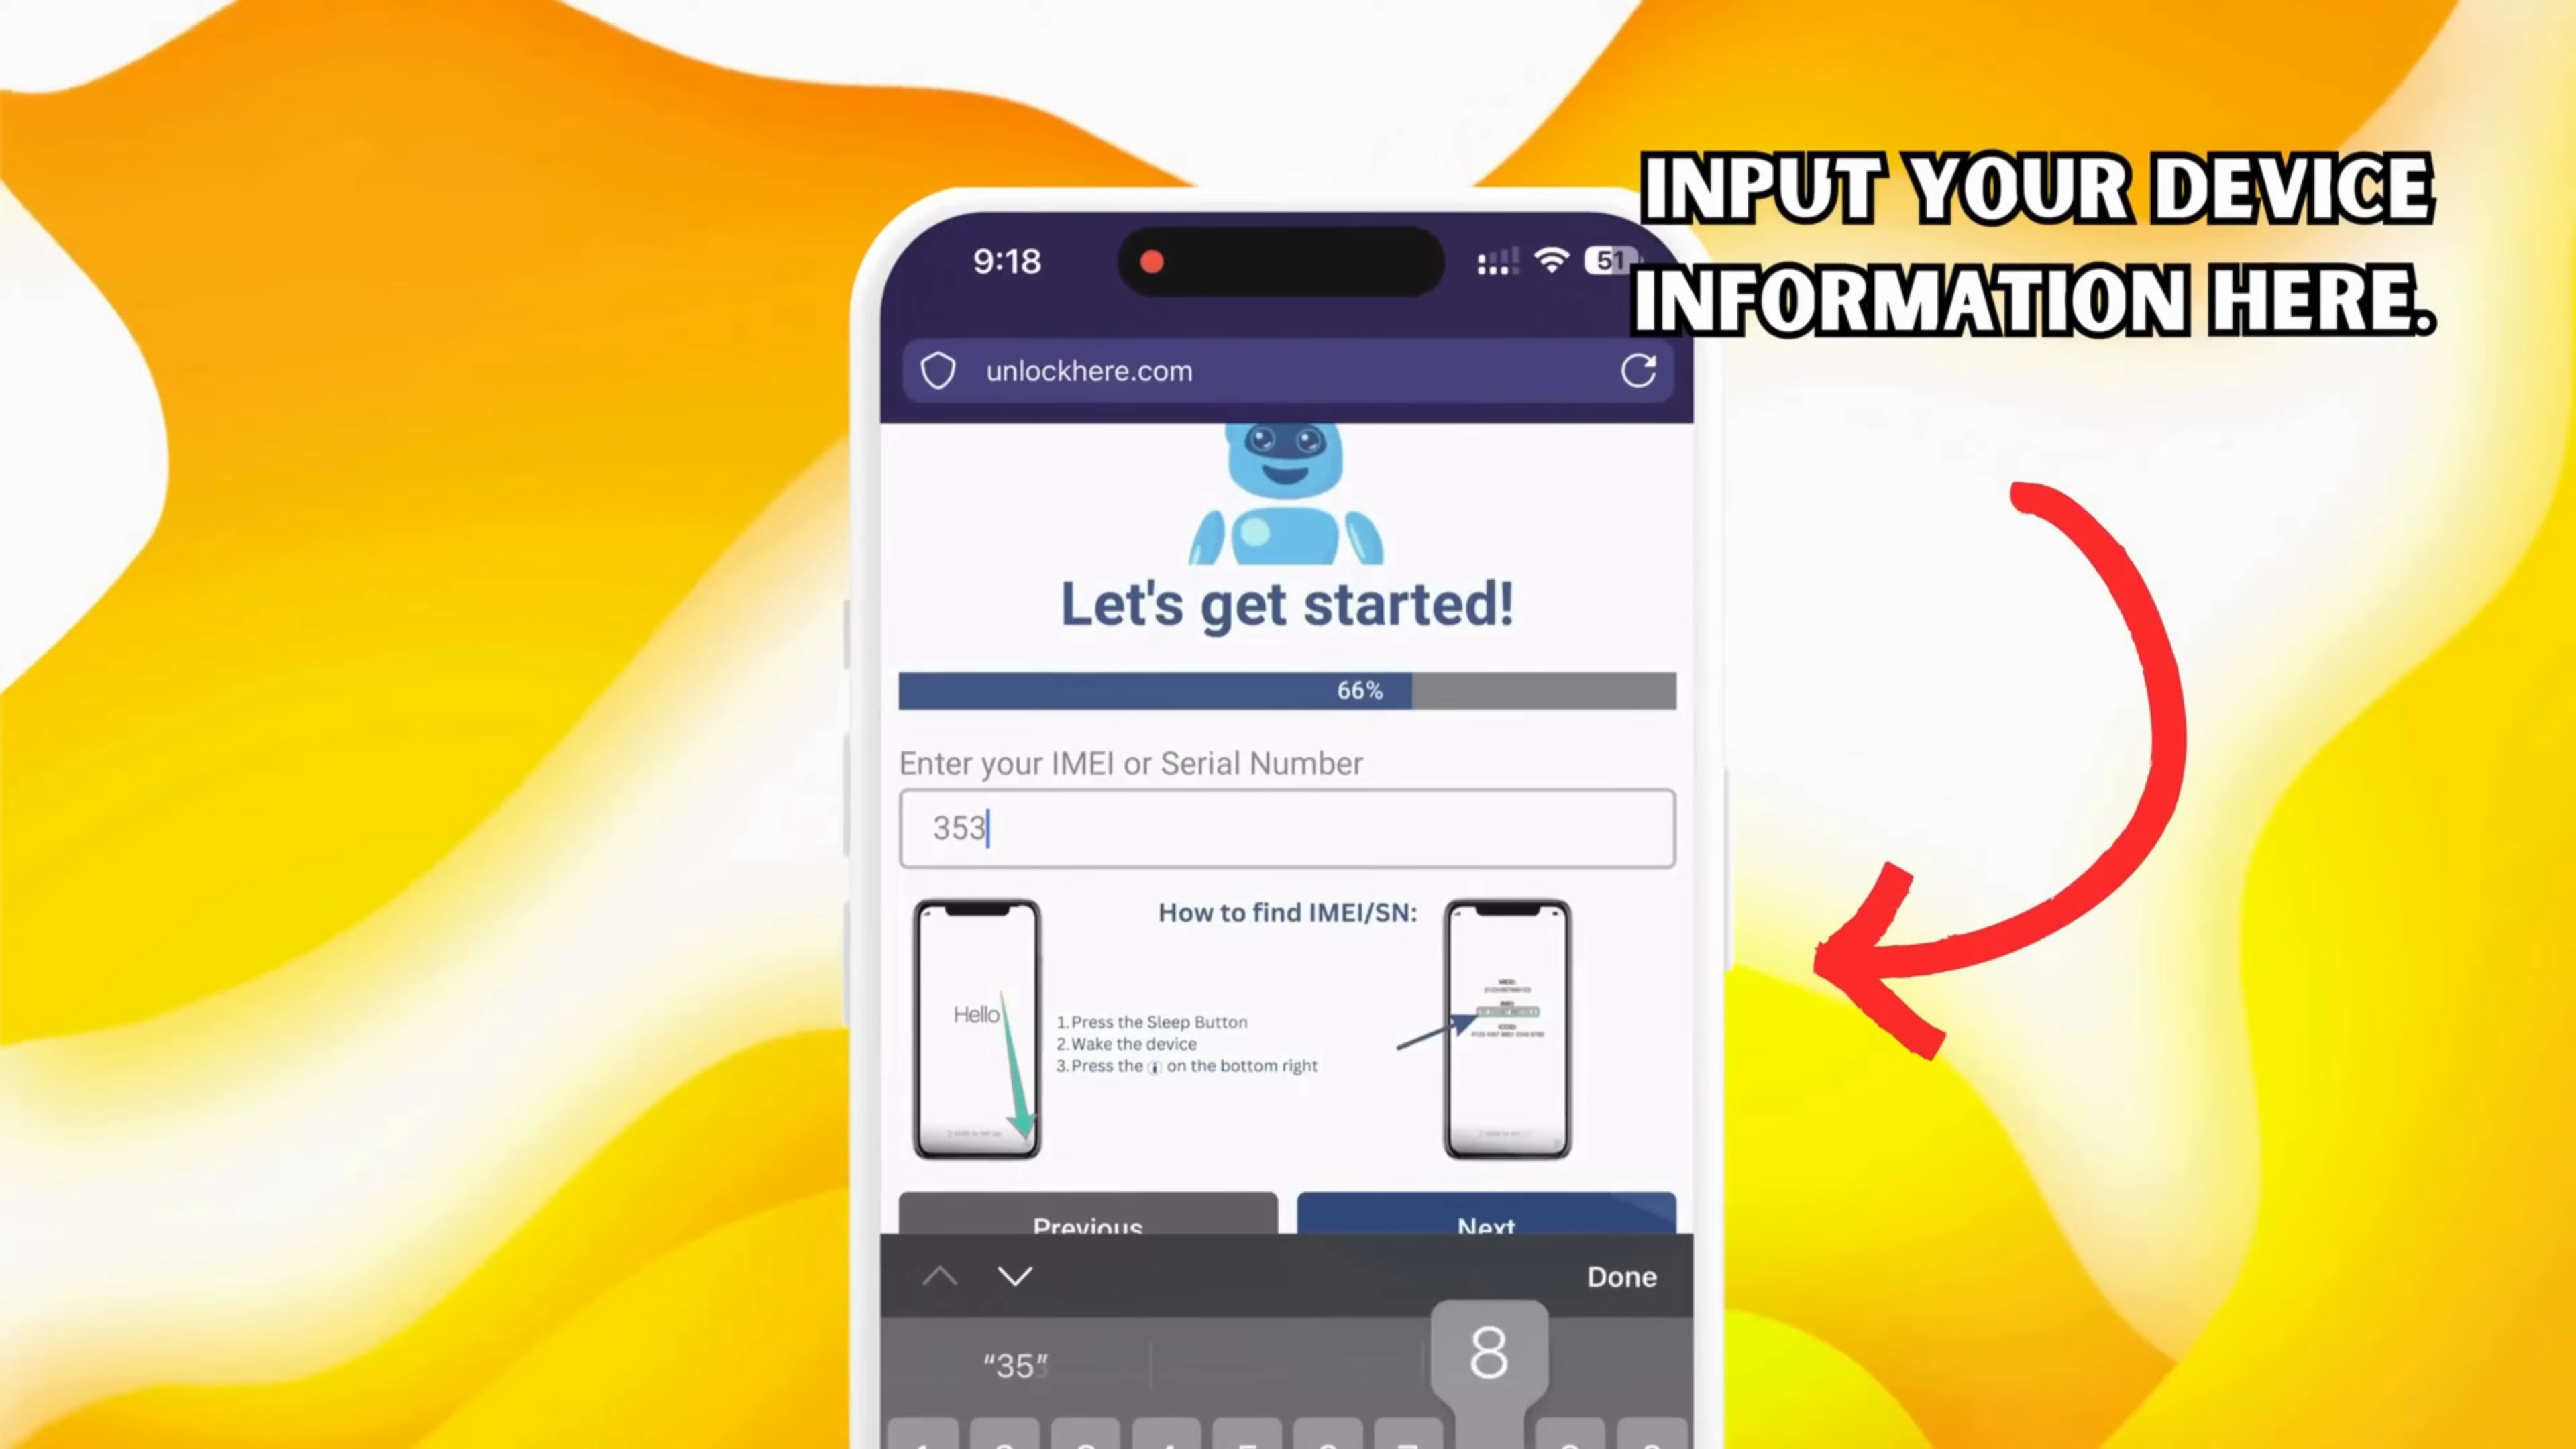 INPUT YOUR DEVICE
INFORMATION HERE.
9:18
51
unlockhere.com
Let's get started!
66%
Enter your IMEI or Serial Number
353
How to find IMEI/SN:
Hello
1. Press the Sleep Button
2. Wake the device
3. Press the i on the bottom right
Previous
Next
Done
"35"
8